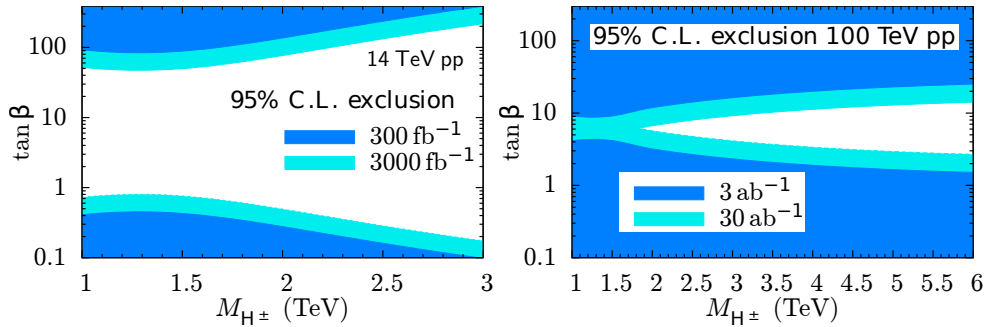 100
10
1
0.1
tan β
14 TeV pp
95% C.L. exclusion
300 fb⁻¹
3000 fb⁻¹
1 1.5 2 2.5 3
M_H± (TeV)
100
10
1
0.1
tan β
95% C.L. exclusion 100 TeV pp
3 ab⁻¹
30 ab⁻¹
1 1.5 2 2.5 3 3.5 4 4.5 5 5.5 6
M_H± (TeV)